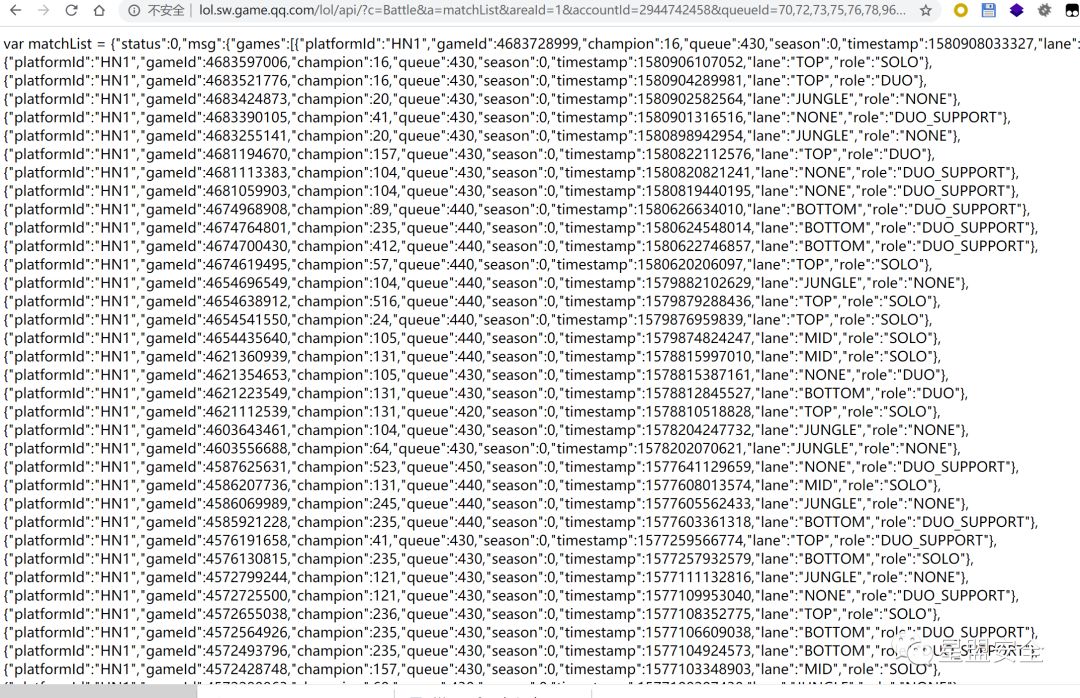 不安全 lol.sw.game.qq.com/lol/api/?c=Battle&a=matchList&areaId=1&accountId=2944742458&queueId=70,72,73,75,76,78,96...
var matchList = {"status":0,"msg":{"games":[{"platformId":"HN1","gameId":4683728999,"champion":16,"queue":430,"season":0,"timestamp":1580908033327,"lane":
{"platformId":"HN1","gameId":4683597006,"champion":16,"queue":430,"season":0,"timestamp":1580906107052,"lane":"TOP","role":"SOLO"},
{"platformId":"HN1","gameId":4683521776,"champion":16,"queue":430,"season":0,"timestamp":1580904289981,"lane":"TOP","role":"DUO"},
{"platformId":"HN1","gameId":4683424873,"champion":20,"queue":430,"season":0,"timestamp":1580902582564,"lane":"JUNGLE","role":"NONE"},
{"platformId":"HN1","gameId":4683390105,"champion":41,"queue":430,"season":0,"timestamp":1580901316516,"lane":"NONE","role":"DUO_SUPPORT"},
{"platformId":"HN1","gameId":4683255141,"champion":20,"queue":430,"season":0,"timestamp":1580898942954,"lane":"JUNGLE","role":"NONE"},
{"platformId":"HN1","gameId":4681194670,"champion":157,"queue":430,"season":0,"timestamp":1580822112576,"lane":"TOP","role":"DUO"},
{"platformId":"HN1","gameId":4681113383,"champion":104,"queue":430,"season":0,"timestamp":1580820821241,"lane":"NONE","role":"DUO_SUPPORT"},
{"platformId":"HN1","gameId":4681059903,"champion":104,"queue":430,"season":0,"timestamp":1580819440195,"lane":"NONE","role":"DUO_SUPPORT"},
{"platformId":"HN1","gameId":4674968908,"champion":89,"queue":440,"season":0,"timestamp":1580626634010,"lane":"BOTTOM","role":"DUO_SUPPORT"},
{"platformId":"HN1","gameId":4674764801,"champion":235,"queue":440,"season":0,"timestamp":1580624548014,"lane":"BOTTOM","role":"DUO_SUPPORT"},
{"platformId":"HN1","gameId":4674700430,"champion":412,"queue":440,"season":0,"timestamp":1580622746857,"lane":"BOTTOM","role":"DUO_SUPPORT"},
{"platformId":"HN1","gameId":4674619495,"champion":57,"queue":440,"season":0,"timestamp":1580620206097,"lane":"TOP","role":"SOLO"},
{"platformId":"HN1","gameId":4654696549,"champion":104,"queue":440,"season":0,"timestamp":1579882102629,"lane":"JUNGLE","role":"NONE"},
{"platformId":"HN1","gameId":4654638912,"champion":516,"queue":440,"season":0,"timestamp":1579879288436,"lane":"TOP","role":"SOLO"},
{"platformId":"HN1","gameId":4654541550,"champion":24,"queue":440,"season":0,"timestamp":1579876959839,"lane":"TOP","role":"SOLO"},
{"platformId":"HN1","gameId":4654435640,"champion":105,"queue":440,"season":0,"timestamp":1579874824247,"lane":"MID","role":"SOLO"},
{"platformId":"HN1","gameId":4621360939,"champion":131,"queue":440,"season":0,"timestamp":1578815997010,"lane":"MID","role":"SOLO"},
{"platformId":"HN1","gameId":4621354653,"champion":105,"queue":430,"season":0,"timestamp":1578815387161,"lane":"NONE","role":"DUO"},
{"platformId":"HN1","gameId":4621223549,"champion":131,"queue":430,"season":0,"timestamp":1578812845527,"lane":"BOTTOM","role":"DUO"},
{"platformId":"HN1","gameId":4621112539,"champion":131,"queue":420,"season":0,"timestamp":1578810518828,"lane":"TOP","role":"SOLO"},
{"platformId":"HN1","gameId":4603643461,"champion":104,"queue":430,"season":0,"timestamp":1578204247732,"lane":"JUNGLE","role":"NONE"},
{"platformId":"HN1","gameId":4603556688,"champion":64,"queue":430,"season":0,"timestamp":1578202070621,"lane":"JUNGLE","role":"NONE"},
{"platformId":"HN1","gameId":4587625631,"champion":523,"queue":450,"season":0,"timestamp":1577641129659,"lane":"NONE","role":"DUO_SUPPORT"},
{"platformId":"HN1","gameId":4586207736,"champion":131,"queue":440,"season":0,"timestamp":1577608013574,"lane":"MID","role":"SOLO"},
{"platformId":"HN1","gameId":4586069989,"champion":245,"queue":440,"season":0,"timestamp":1577605562433,"lane":"JUNGLE","role":"NONE"},
{"platformId":"HN1","gameId":4585921228,"champion":235,"queue":440,"season":0,"timestamp":1577603361318,"lane":"BOTTOM","role":"DUO_SUPPORT"},
{"platformId":"HN1","gameId":4576191658,"champion":41,"queue":430,"season":0,"timestamp":1577259566774,"lane":"TOP","role":"DUO_SUPPORT"},
{"platformId":"HN1","gameId":4576130815,"champion":235,"queue":430,"season":0,"timestamp":1577257932579,"lane":"BOTTOM","role":"SOLO"},
{"platformId":"HN1","gameId":4572799244,"champion":121,"queue":430,"season":0,"timestamp":1577111132816,"lane":"JUNGLE","role":"NONE"},
{"platformId":"HN1","gameId":4572725500,"champion":121,"queue":430,"season":0,"timestamp":1577109953040,"lane":"NONE","role":"DUO_SUPPORT"},
{"platformId":"HN1","gameId":4572655038,"champion":236,"queue":430,"season":0,"timestamp":1577108352775,"lane":"TOP","role":"SOLO"},
{"platformId":"HN1","gameId":4572564926,"champion":235,"queue":430,"season":0,"timestamp":1577106609038,"lane":"BOTTOM","role":"DUO_SUPPORT"},
{"platformId":"HN1","gameId":4572493796,"champion":235,"queue":430,"season":0,"timestamp":1577104924573,"lane":"BOTTOM","role":"DUO_SUPPORT"},
{"platformId":"HN1","gameId":4572428748,"champion":157,"queue":430,"season":0,"timestamp":1577103348903,"lane":"MID","role":"SOLO"},
星盟安全